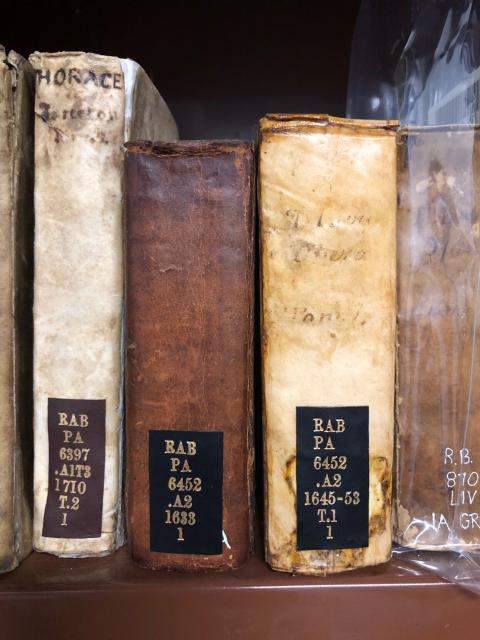 HORACE
RAB
PA
6397
.A1T3
1710
T.2
1
RAB
PA
6452
.A2
1633
1
RAB
PA
6452
.A2
1645-53
T.1
1
R.B.
870
LIV
IA GR